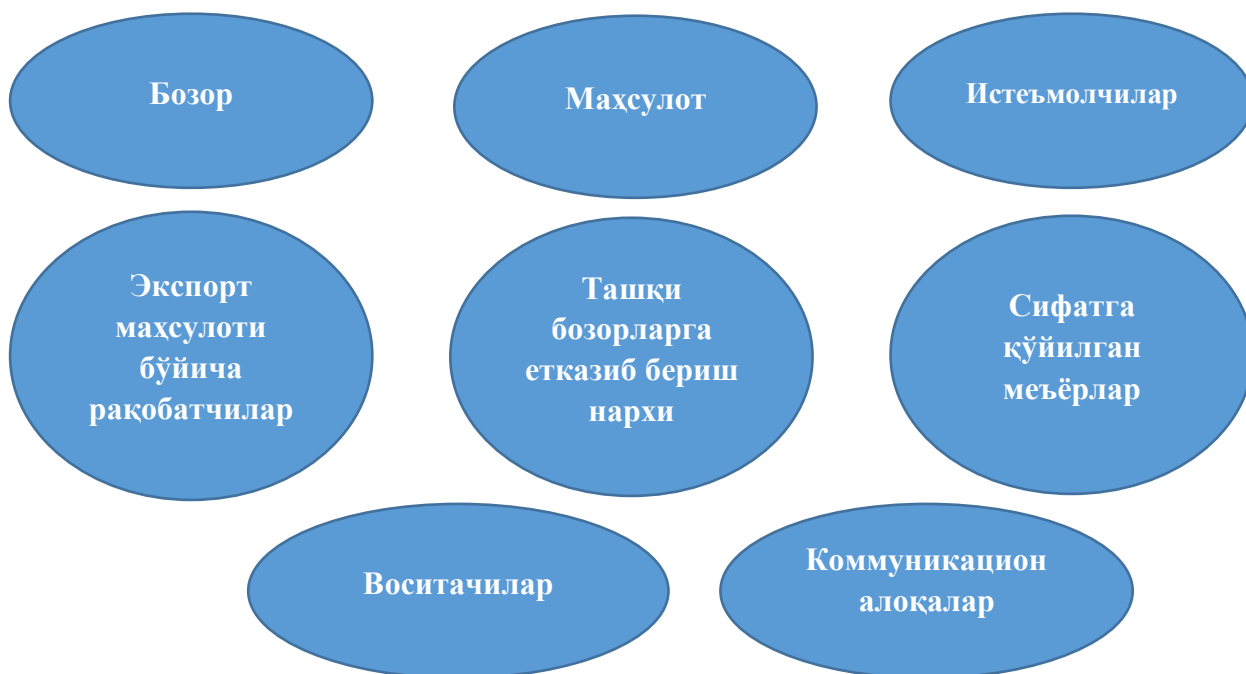 Бозор
Маҳсулот
Истеъмолчилар
Экспорт
маҳсулоти
бўйича
рақобатчилар
Ташқи
бозорларга
етказиб бериш
нархи
Сифатга
қўйилган
меъёрлар
Воситачилар
Коммуникацион
алоқалар